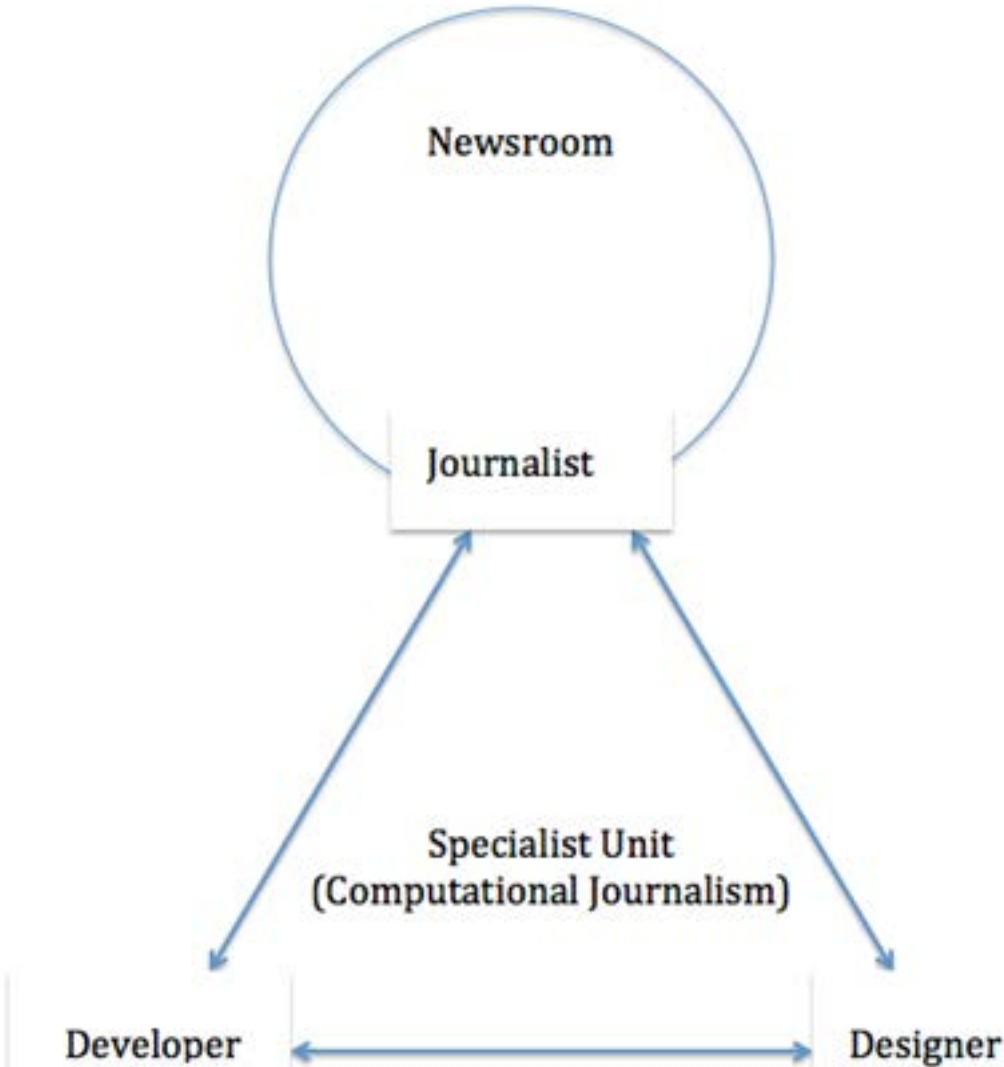 Newsroom
Journalist
Specialist Unit
(Computational Journalism)
Developer
Designer